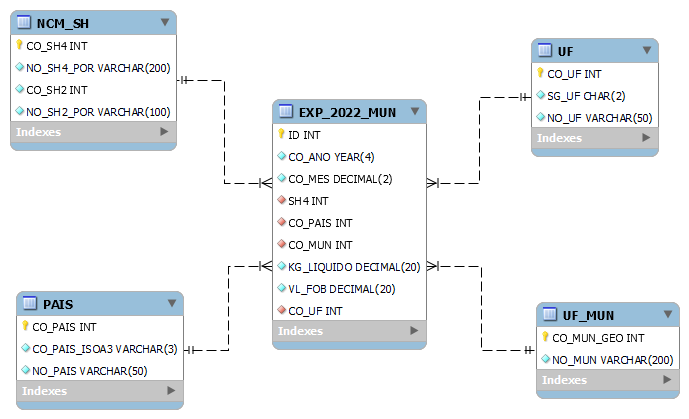 NCM_SH
CO_SH4 INT
NO_SH4_POR VARCHAR(200)
CO_SH2 INT
NO_SH2_POR VARCHAR(100)
Indexes
UF
CO_UF INT
SG_UF CHAR(2)
NO_UF VARCHAR(50)
Indexes
EXP_2022_MUN
ID INT
CO_ANO YEAR(4)
CO_MES DECIMAL(2)
SH4 INT
CO_PAIS INT
CO_MUN INT
KG_LIQUIDO DECIMAL(20)
VL_FOB DECIMAL(20)
CO_UF INT
Indexes
PAIS
CO_PAIS INT
CO_PAIS_ISOA3 VARCHAR(3)
NO_PAIS VARCHAR(50)
Indexes
UF_MUN
CO_MUN_GEO INT
NO_MUN VARCHAR(200)
Indexes